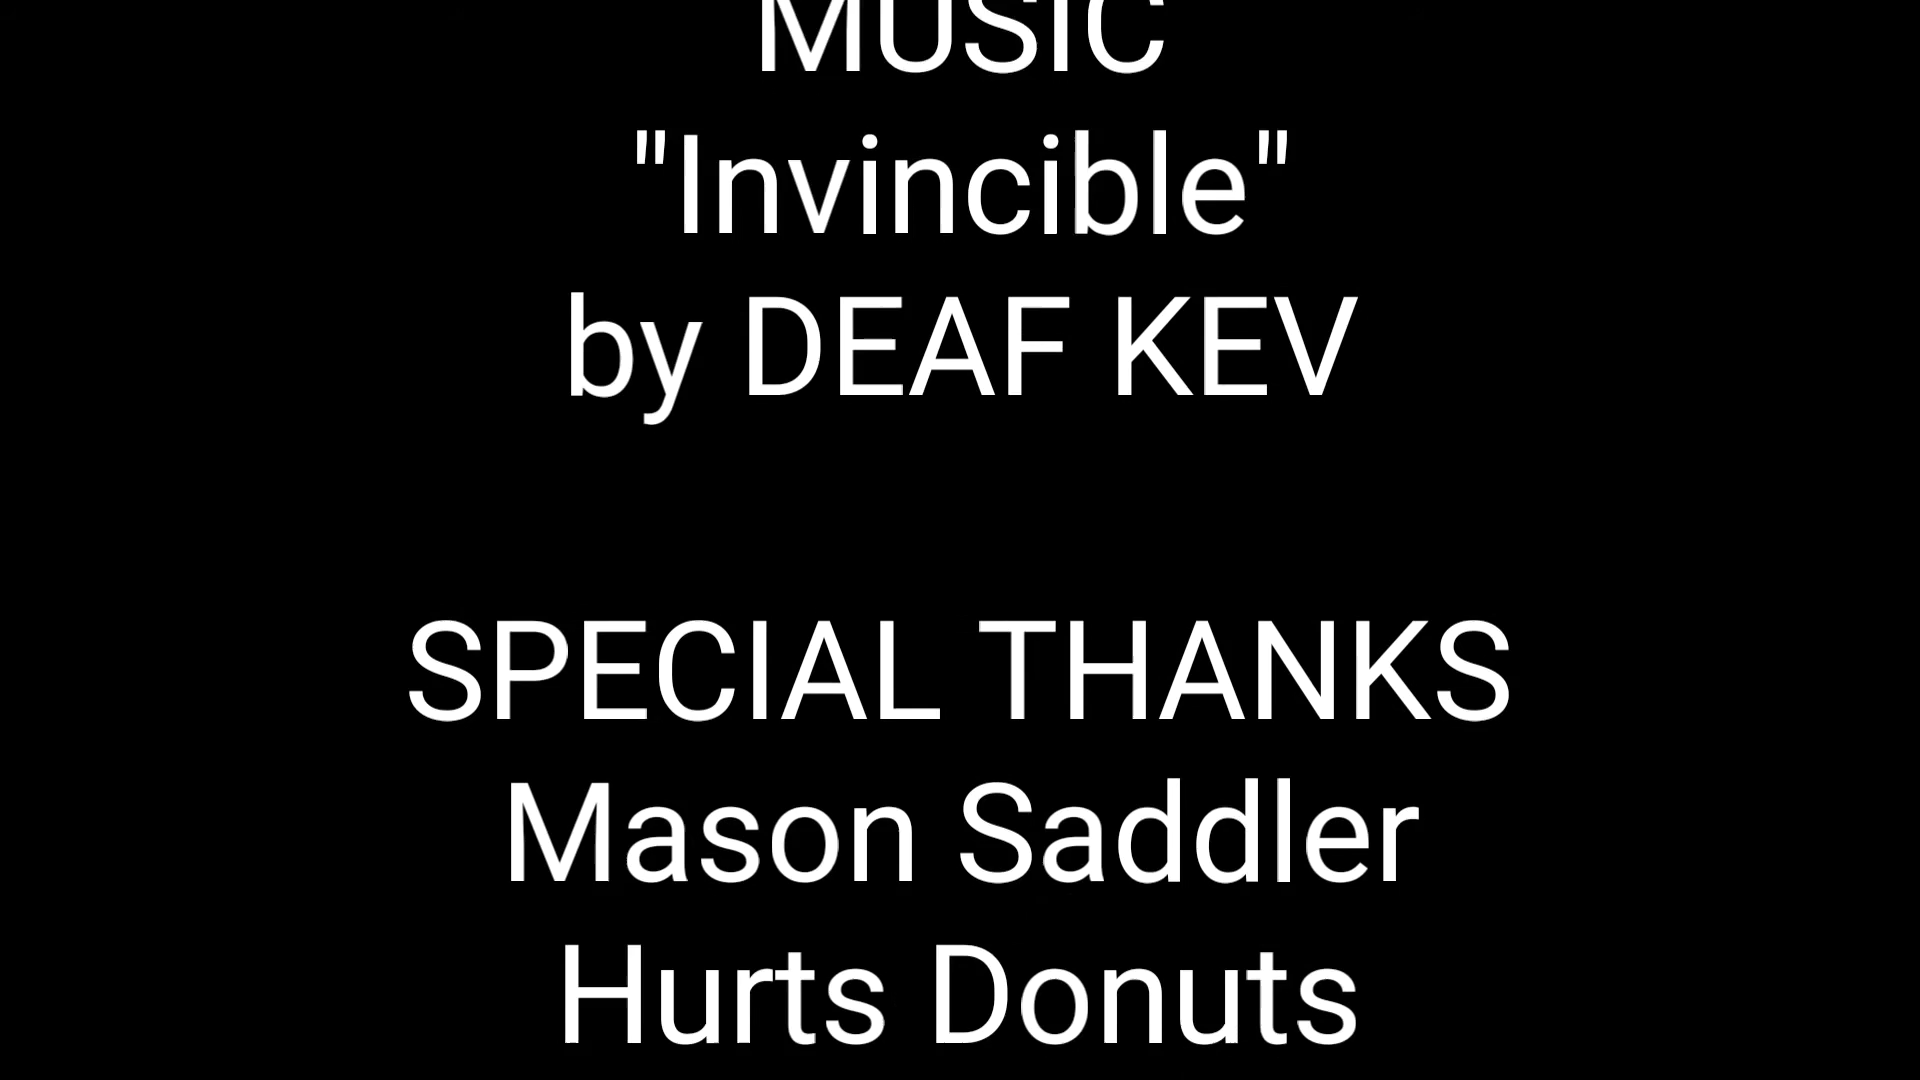 MUSIC
"Invincible"
by DEAF KEV
SPECIAL THANKS
Mason Saddler
Hurts Donuts